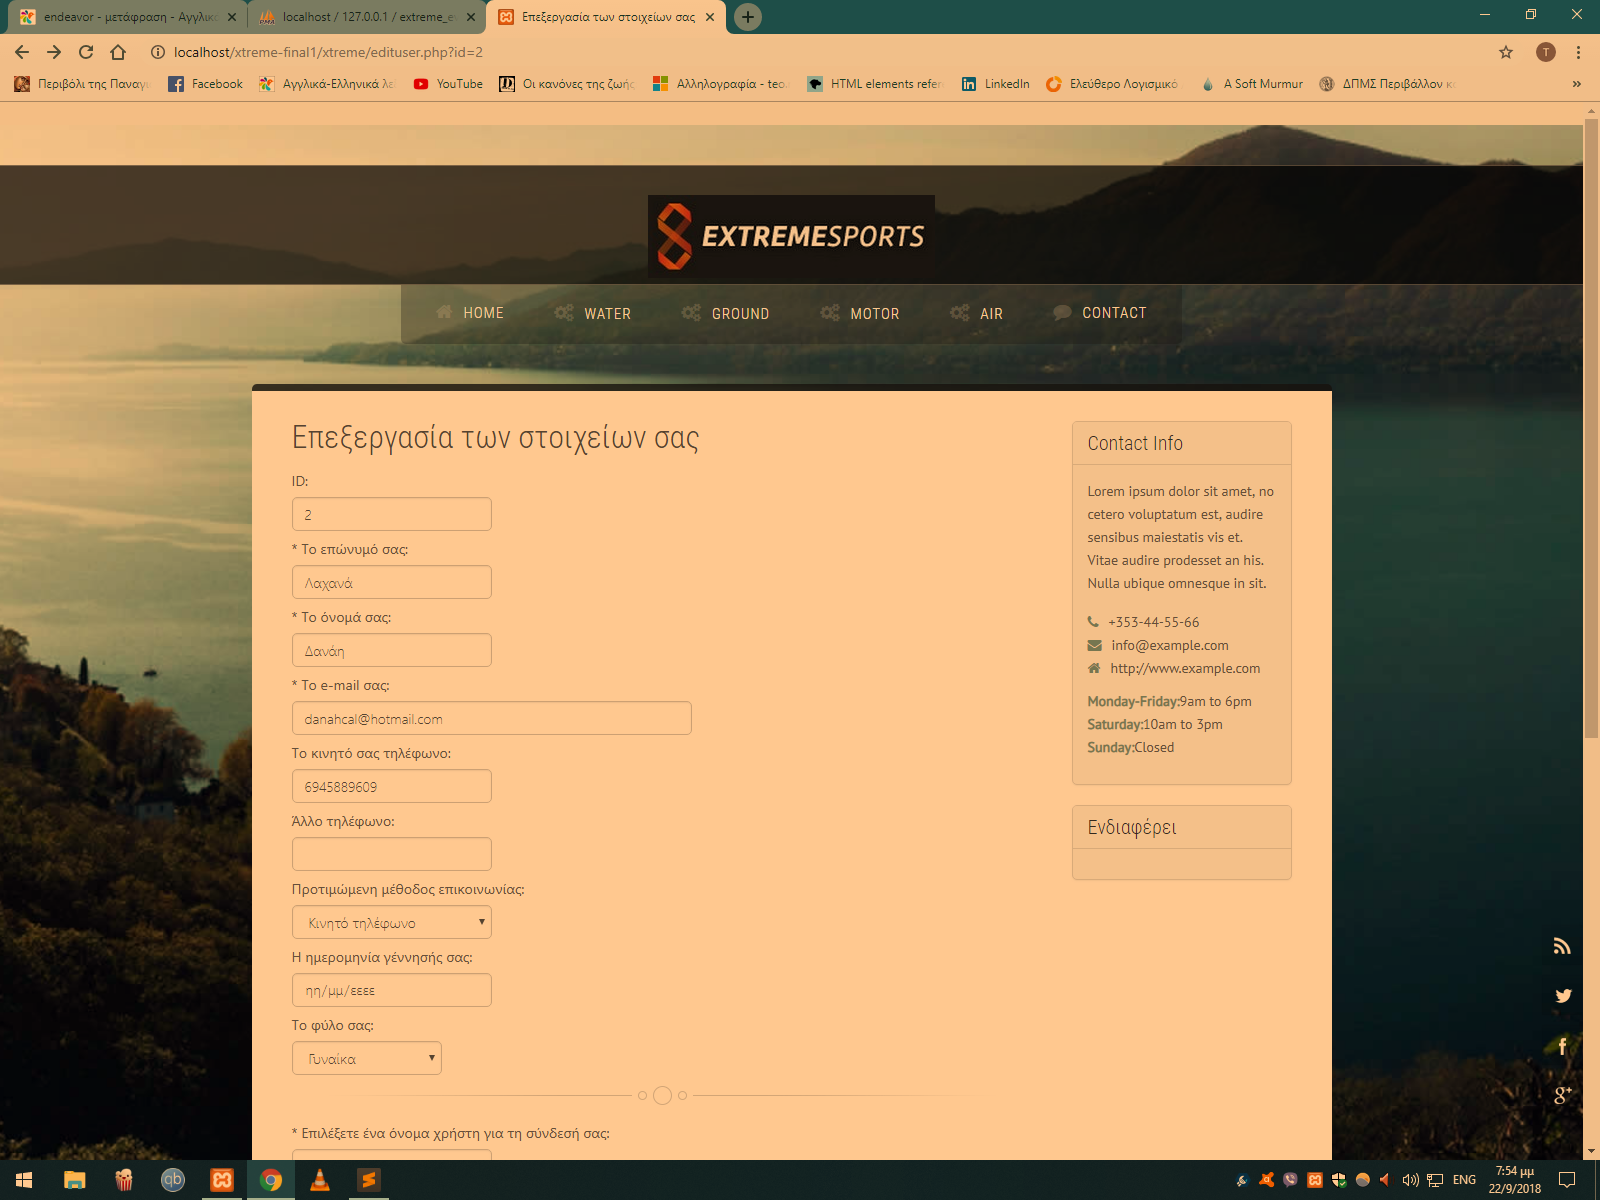 endeavor - μετάφραση - Αγγλικ
localhost / 127.0.0.1 / extreme_e
Επεξεργασία των στοιχείων σας
localhost/xtreme-final1/xtreme/edituser.php?id=2
T
Περιβόλι της Παναγι
Facebook
Αγγλικά-Ελληνικά λε
YouTube
Οι κανόνες της ζωής
Αλληλογραφία - teo.
HTML elements refer
LinkedIn
Ελεύθερο Λογισμικό
A Soft Murmur
ΔΠΜΣ Περιβάλλον κ
»
EXTREMESPORTS
HOME
WATER
GROUND
MOTOR
AIR
CONTACT
Επεξεργασία των στοιχείων σας
ID:
2
* Το επώνυμό σας:
Λαχανά
* Το όνομά σας:
Δανάη
* Το e-mail σας:
danahcal@hotmail.com
Το κινητό σας τηλέφωνο:
6945889609
Άλλο τηλέφωνο:
Προτιμώμενη μέθοδος επικοινωνίας:
Κινητό τηλέφωνο
Η ημερομηνία γέννησής σας:
ηη/μμ/εεεε
Το φύλο σας:
Γυναίκα
* Επιλέξετε ένα όνομα χρήστη για τη σύνδεσή σας:
Contact Info
Lorem ipsum dolor sit amet, no
cetero voluptatum est, audire
sensibus maiestatis vis et.
Vitae audire prodesset an his.
Nulla ubique omnesque in sit.
+353-44-55-66
info@example.com
http://www.example.com
Monday-Friday:9am to 6pm
Saturday:10am to 3pm
Sunday:Closed
Ενδιαφέρει
qb
ENG
7:54 μμ
22/9/2018